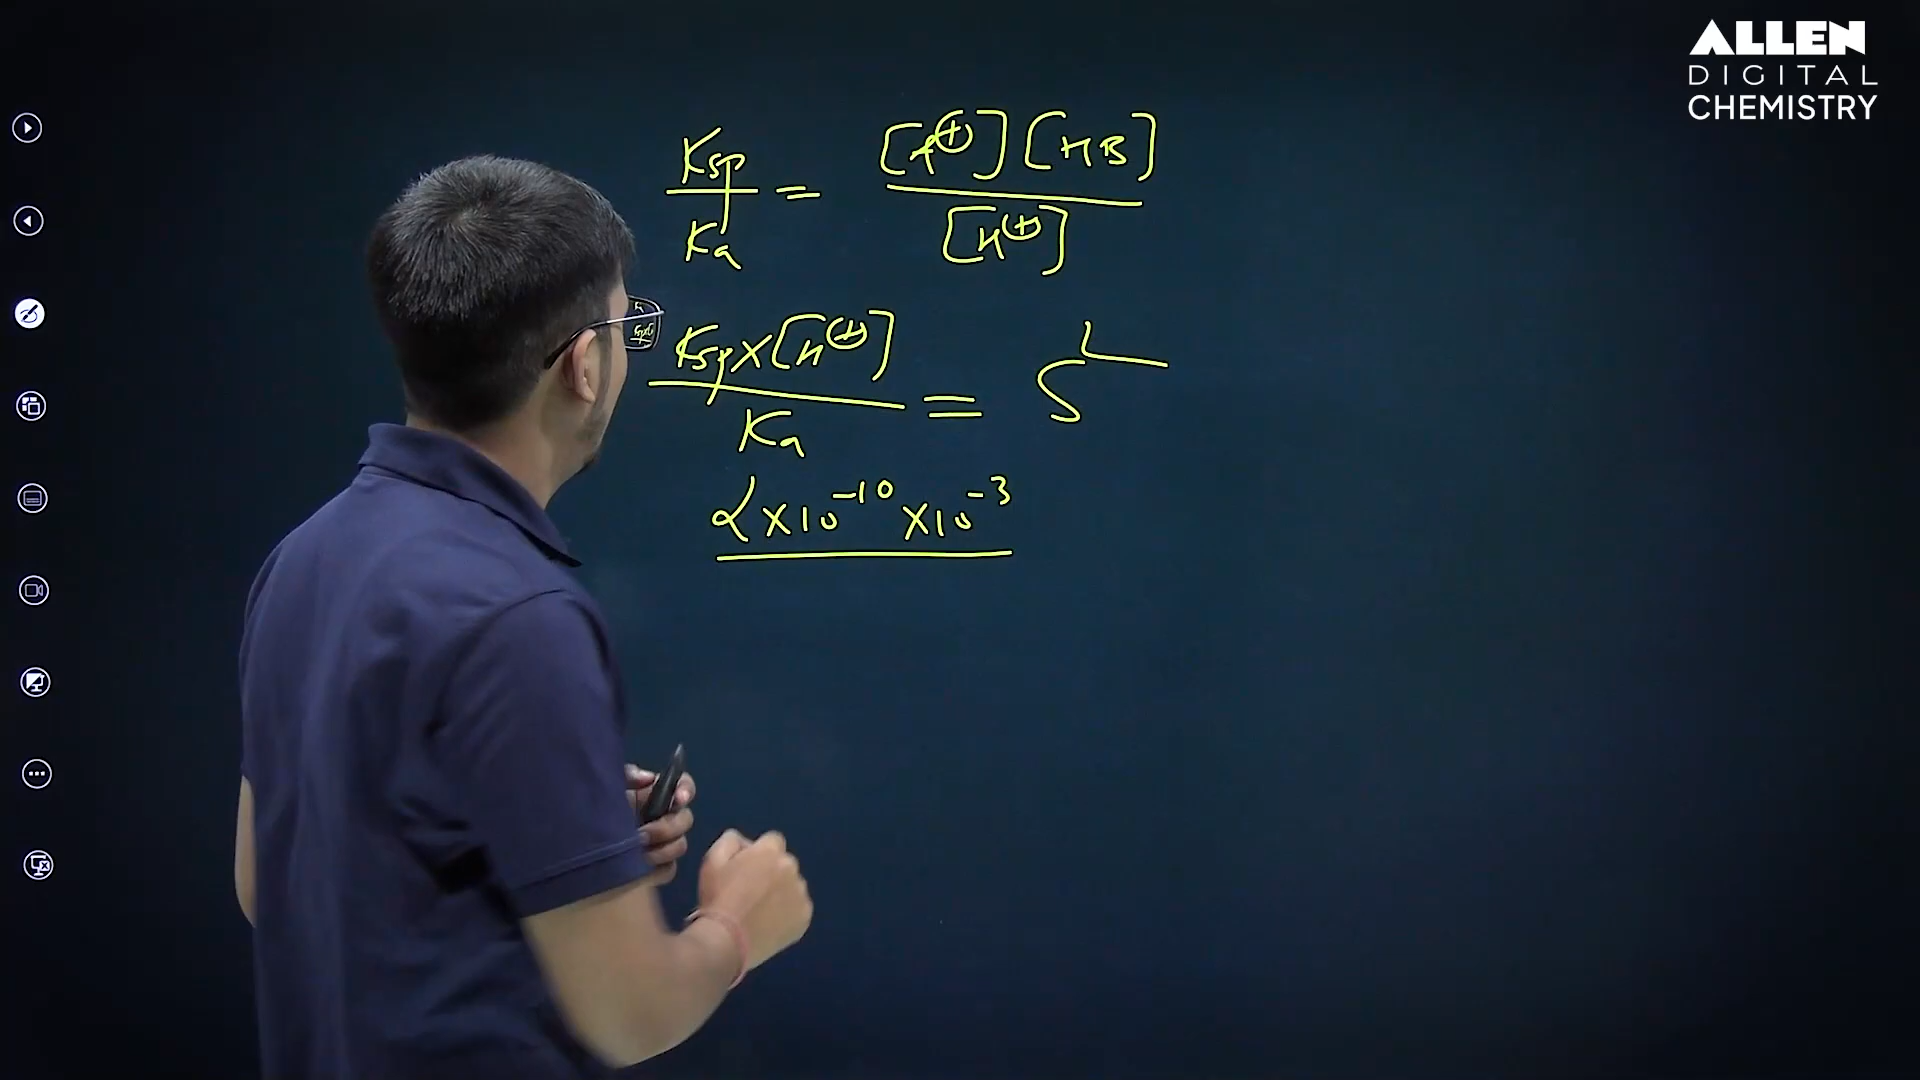 ALLEN
DIGITAL
CHEMISTRY
Ksp/Ka = [A⊕][HB]/[H⊕]
Ksp×[H⊕]/Ka = S²
2×10⁻¹⁰×10⁻³